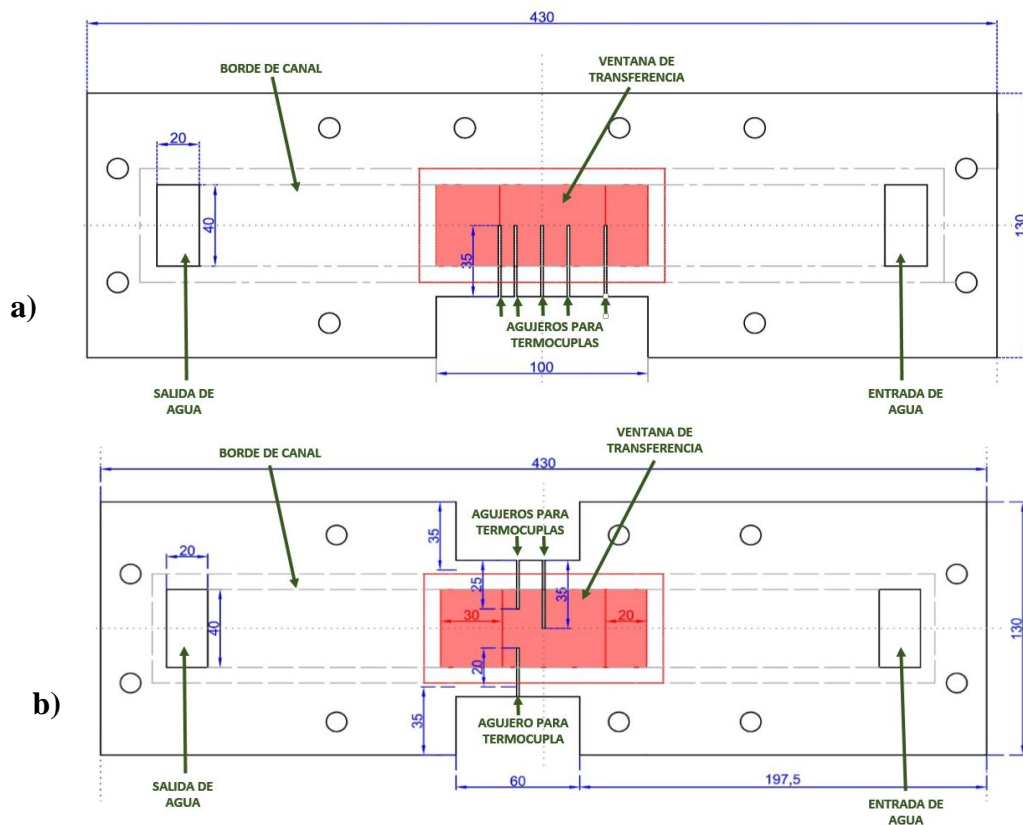 430
BORDE DE CANAL
VENTANA DE
TRANSFERENCIA
20
40
35
130
a)
AGUJEROS PARA
TERMOCUPLAS
100
SALIDA DE
AGUA
ENTRADA DE
AGUA
VENTANA DE
TRANSFERENCIA
BORDE DE CANAL
430
AGUJEROS PARA
TERMOCUPLAS
35
20
25
35
30
20
40
20
130
b)
35
AGUJERO PARA
TERMOCUPLA
SALIDA DE
AGUA
60
197,5
ENTRADA DE
AGUA